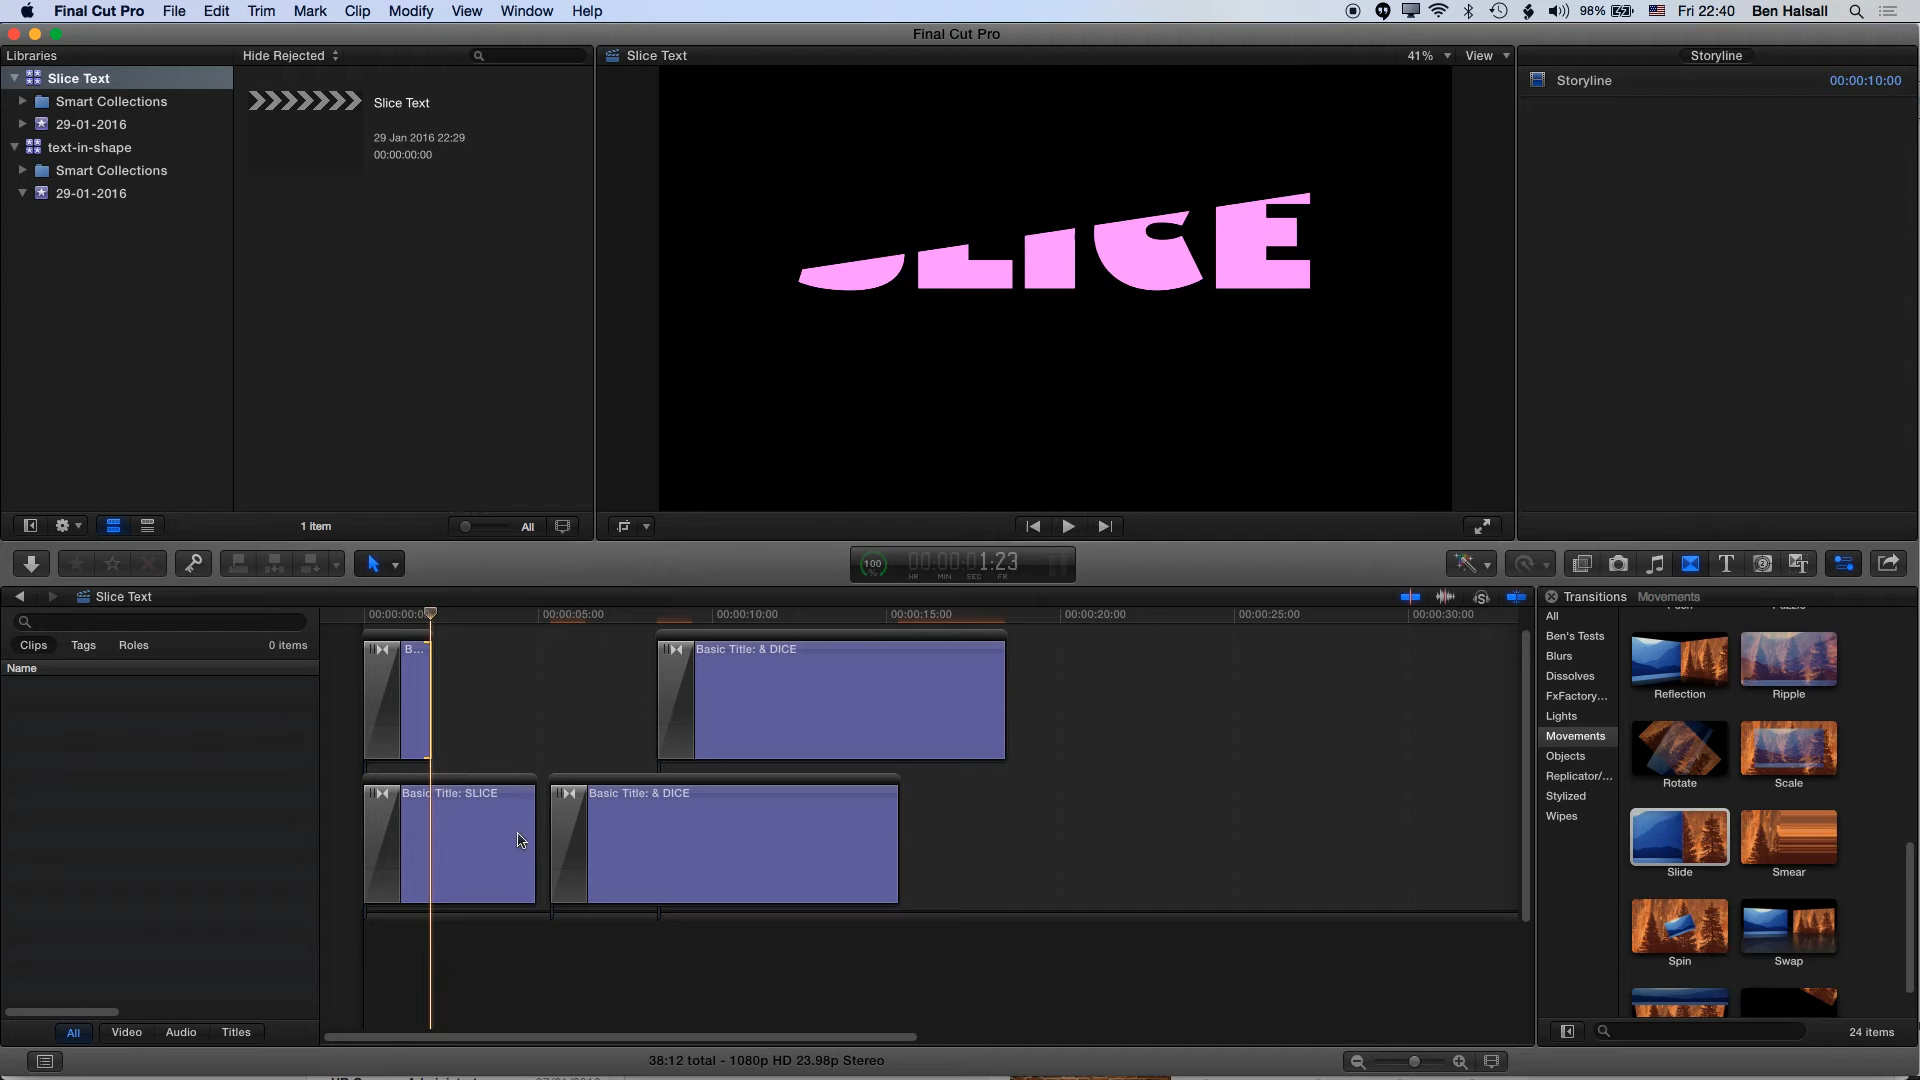 Final Cut Pro File Edit Trim Mark Clip Modify View Window Help 98% Fri 22:40 Ben Halsall
Final Cut Pro
Libraries Hide Rejected Slice Text 41% View Storyline
Slice Text
Smart Collections
29-01-2016
text-in-shape
Smart Collections
29-01-2016
Slice Text
29 Jan 2016 22:29
00:00:00:00
SLICE
Storyline 00:00:10:00
1 item All
100 % 00:00:01:23
HR MIN SEC FR
Slice Text
Clips Tags Roles 0 items
Name
All Video Audio Titles
00:00:00:0 00:00:05:00 00:00:10:00 00:00:15:00 00:00:20:00 00:00:25:00 00:00:30:00
B... Basic Title: & DICE
Basic Title: SLICE Basic Title: & DICE
Transitions Movements
All
Ben's Tests
Blurs
Dissolves
FxFactory...
Lights
Movements
Objects
Replicator/...
Stylized
Wipes
Reflection Ripple
Rotate Scale
Slide Smear
Spin Swap
24 items
38:12 total - 1080p HD 23.98p Stereo